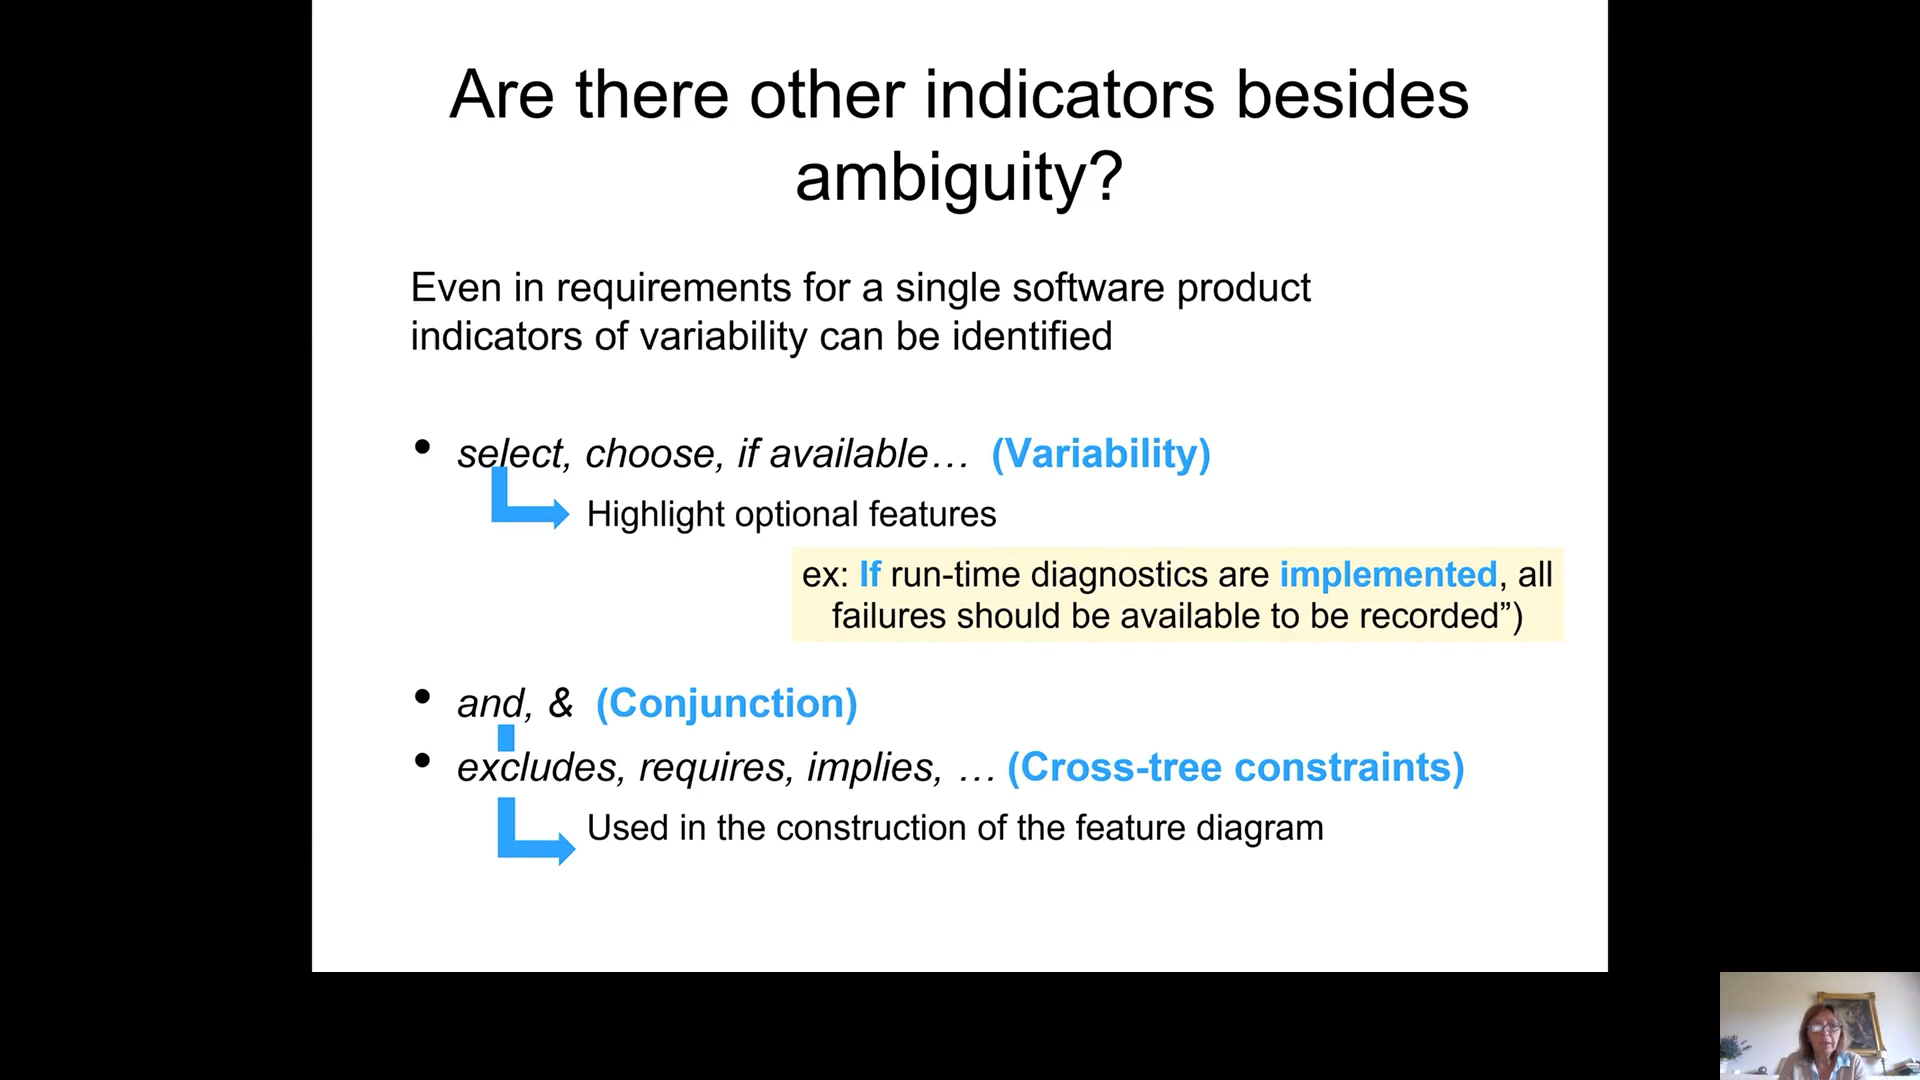 Are there other indicators besides
ambiguity?
Even in requirements for a single software product
indicators of variability can be identified
• select, choose, if available… (Variability)
Highlight optional features
ex: If run-time diagnostics are implemented, all
failures should be available to be recorded”)
• and, & (Conjunction)
• excludes, requires, implies, … (Cross-tree constraints)
Used in the construction of the feature diagram